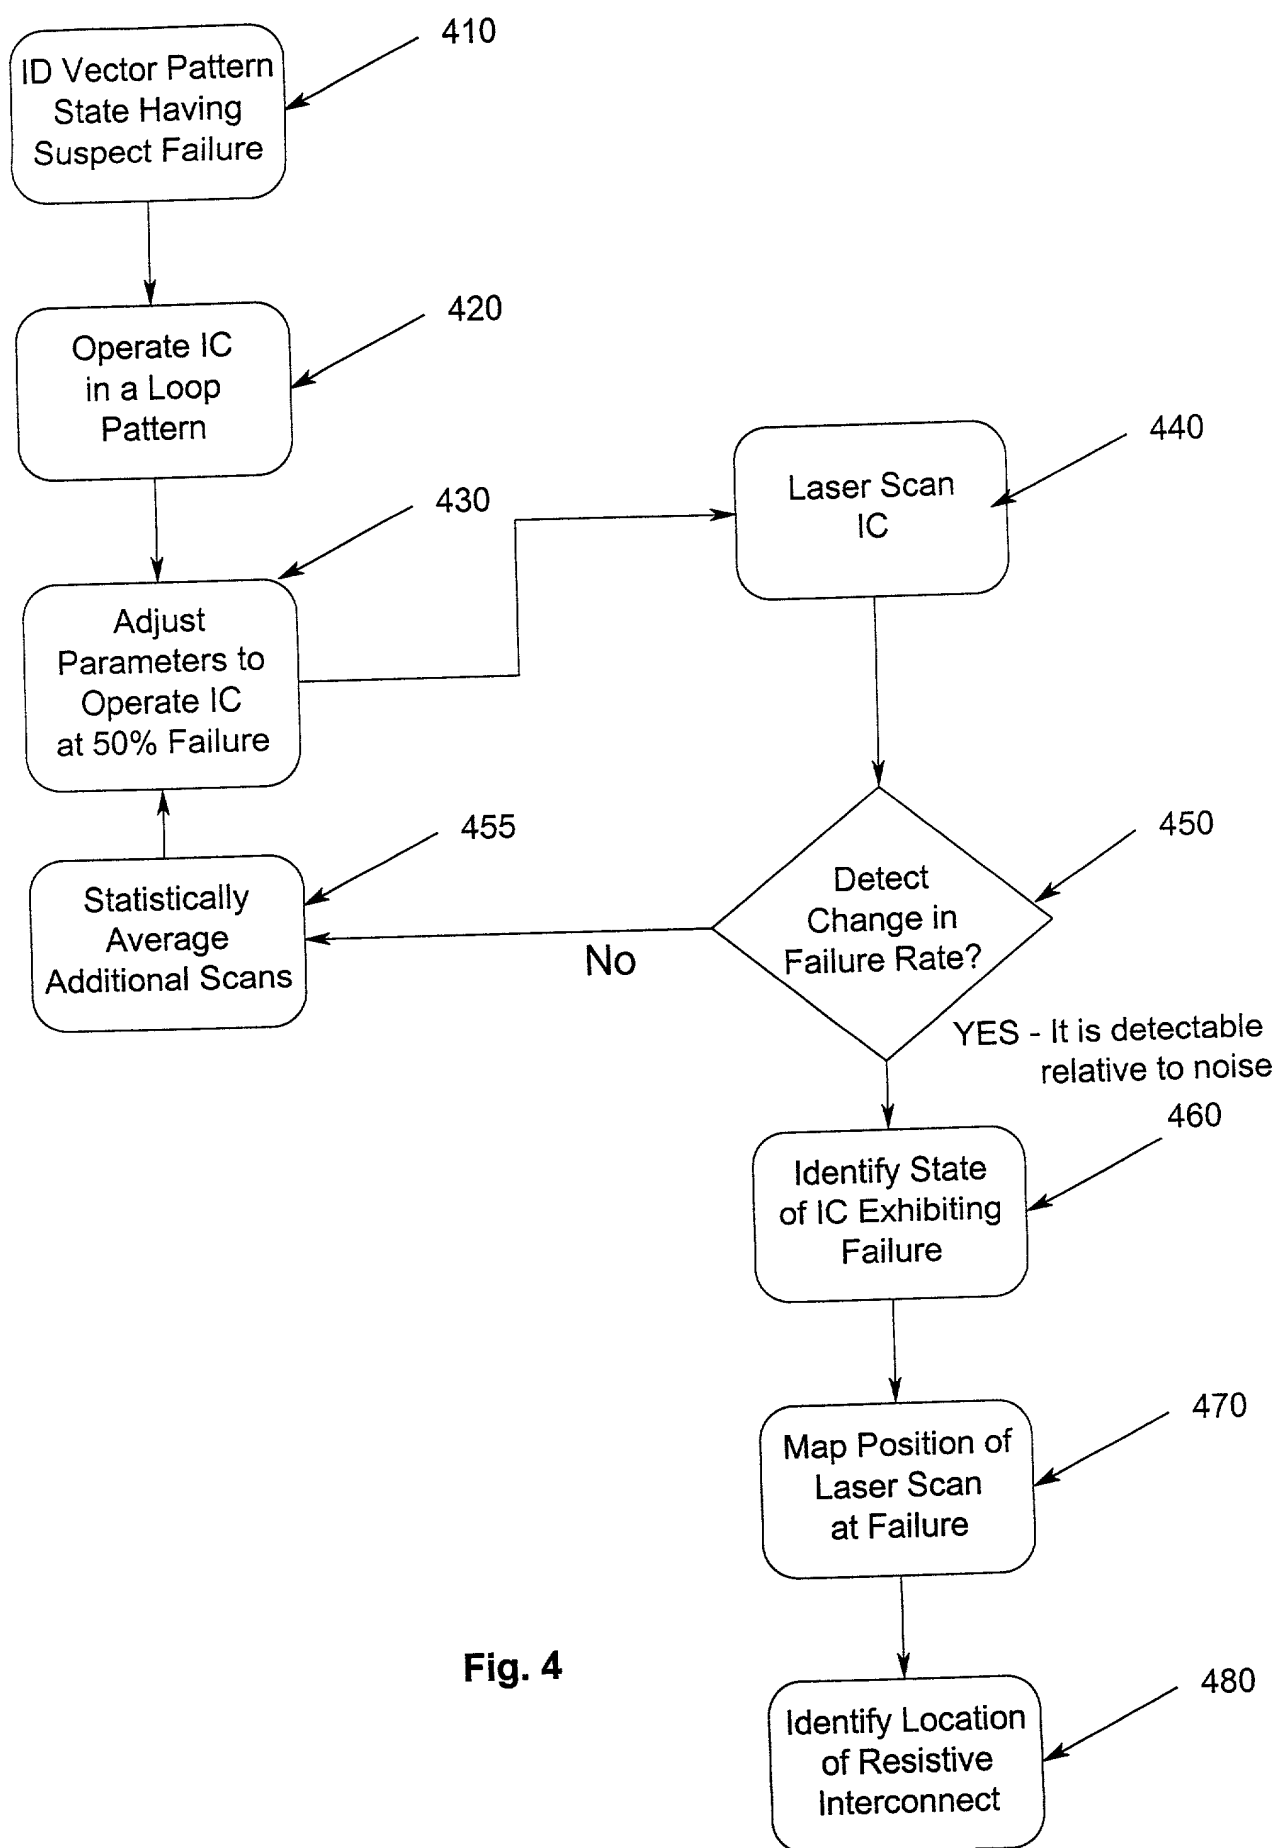 410
ID Vector Pattern
State Having
Suspect Failure
420
Operate IC
in a Loop
Pattern
430
Adjust
Parameters to
Operate IC
at 50% Failure
440
Laser Scan
IC
450
Detect
Change in
Failure Rate?
455
Statistically
Average
Additional Scans
No
YES - It is detectable
relative to noise
460
Identify State
of IC Exhibiting
Failure
470
Map Position of
Laser Scan
at Failure
480
Identify Location
of Resistive
Interconnect
Fig. 4